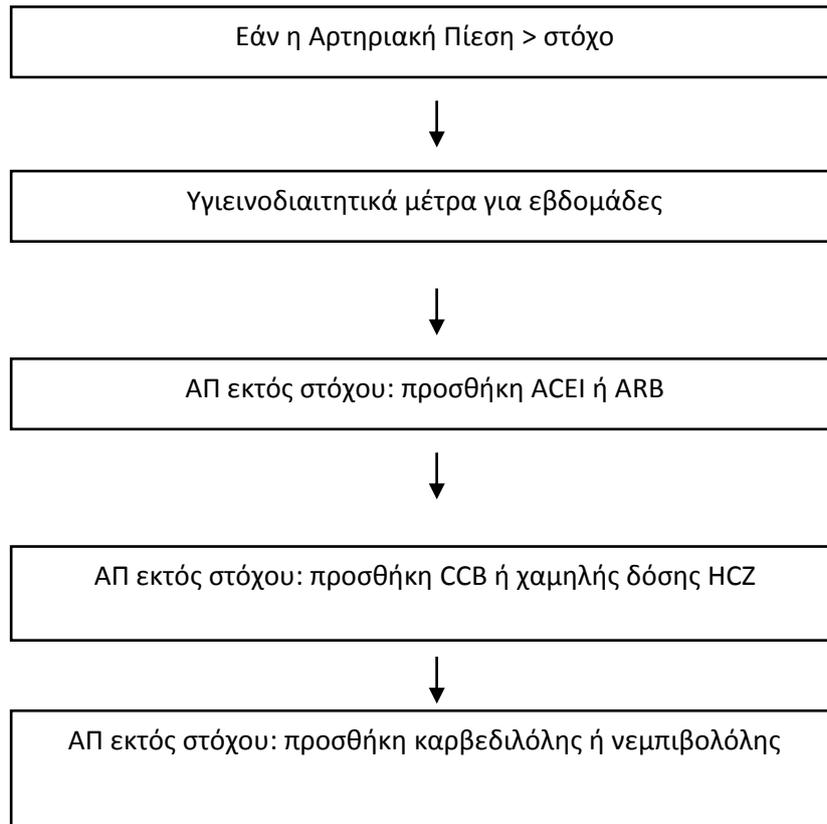 Εάν η Αρτηριακή Πίεση > στόχο
Υγιεινοδιαιτητικά μέτρα για εβδομάδες
ΑΠ εκτός στόχου: προσθήκη ACEI ή ARB
ΑΠ εκτός στόχου: προσθήκη CCB ή χαμηλής δόσης HCZ
ΑΠ εκτός στόχου: προσθήκη καρβεδιλόλης ή νεμπιβολόλης